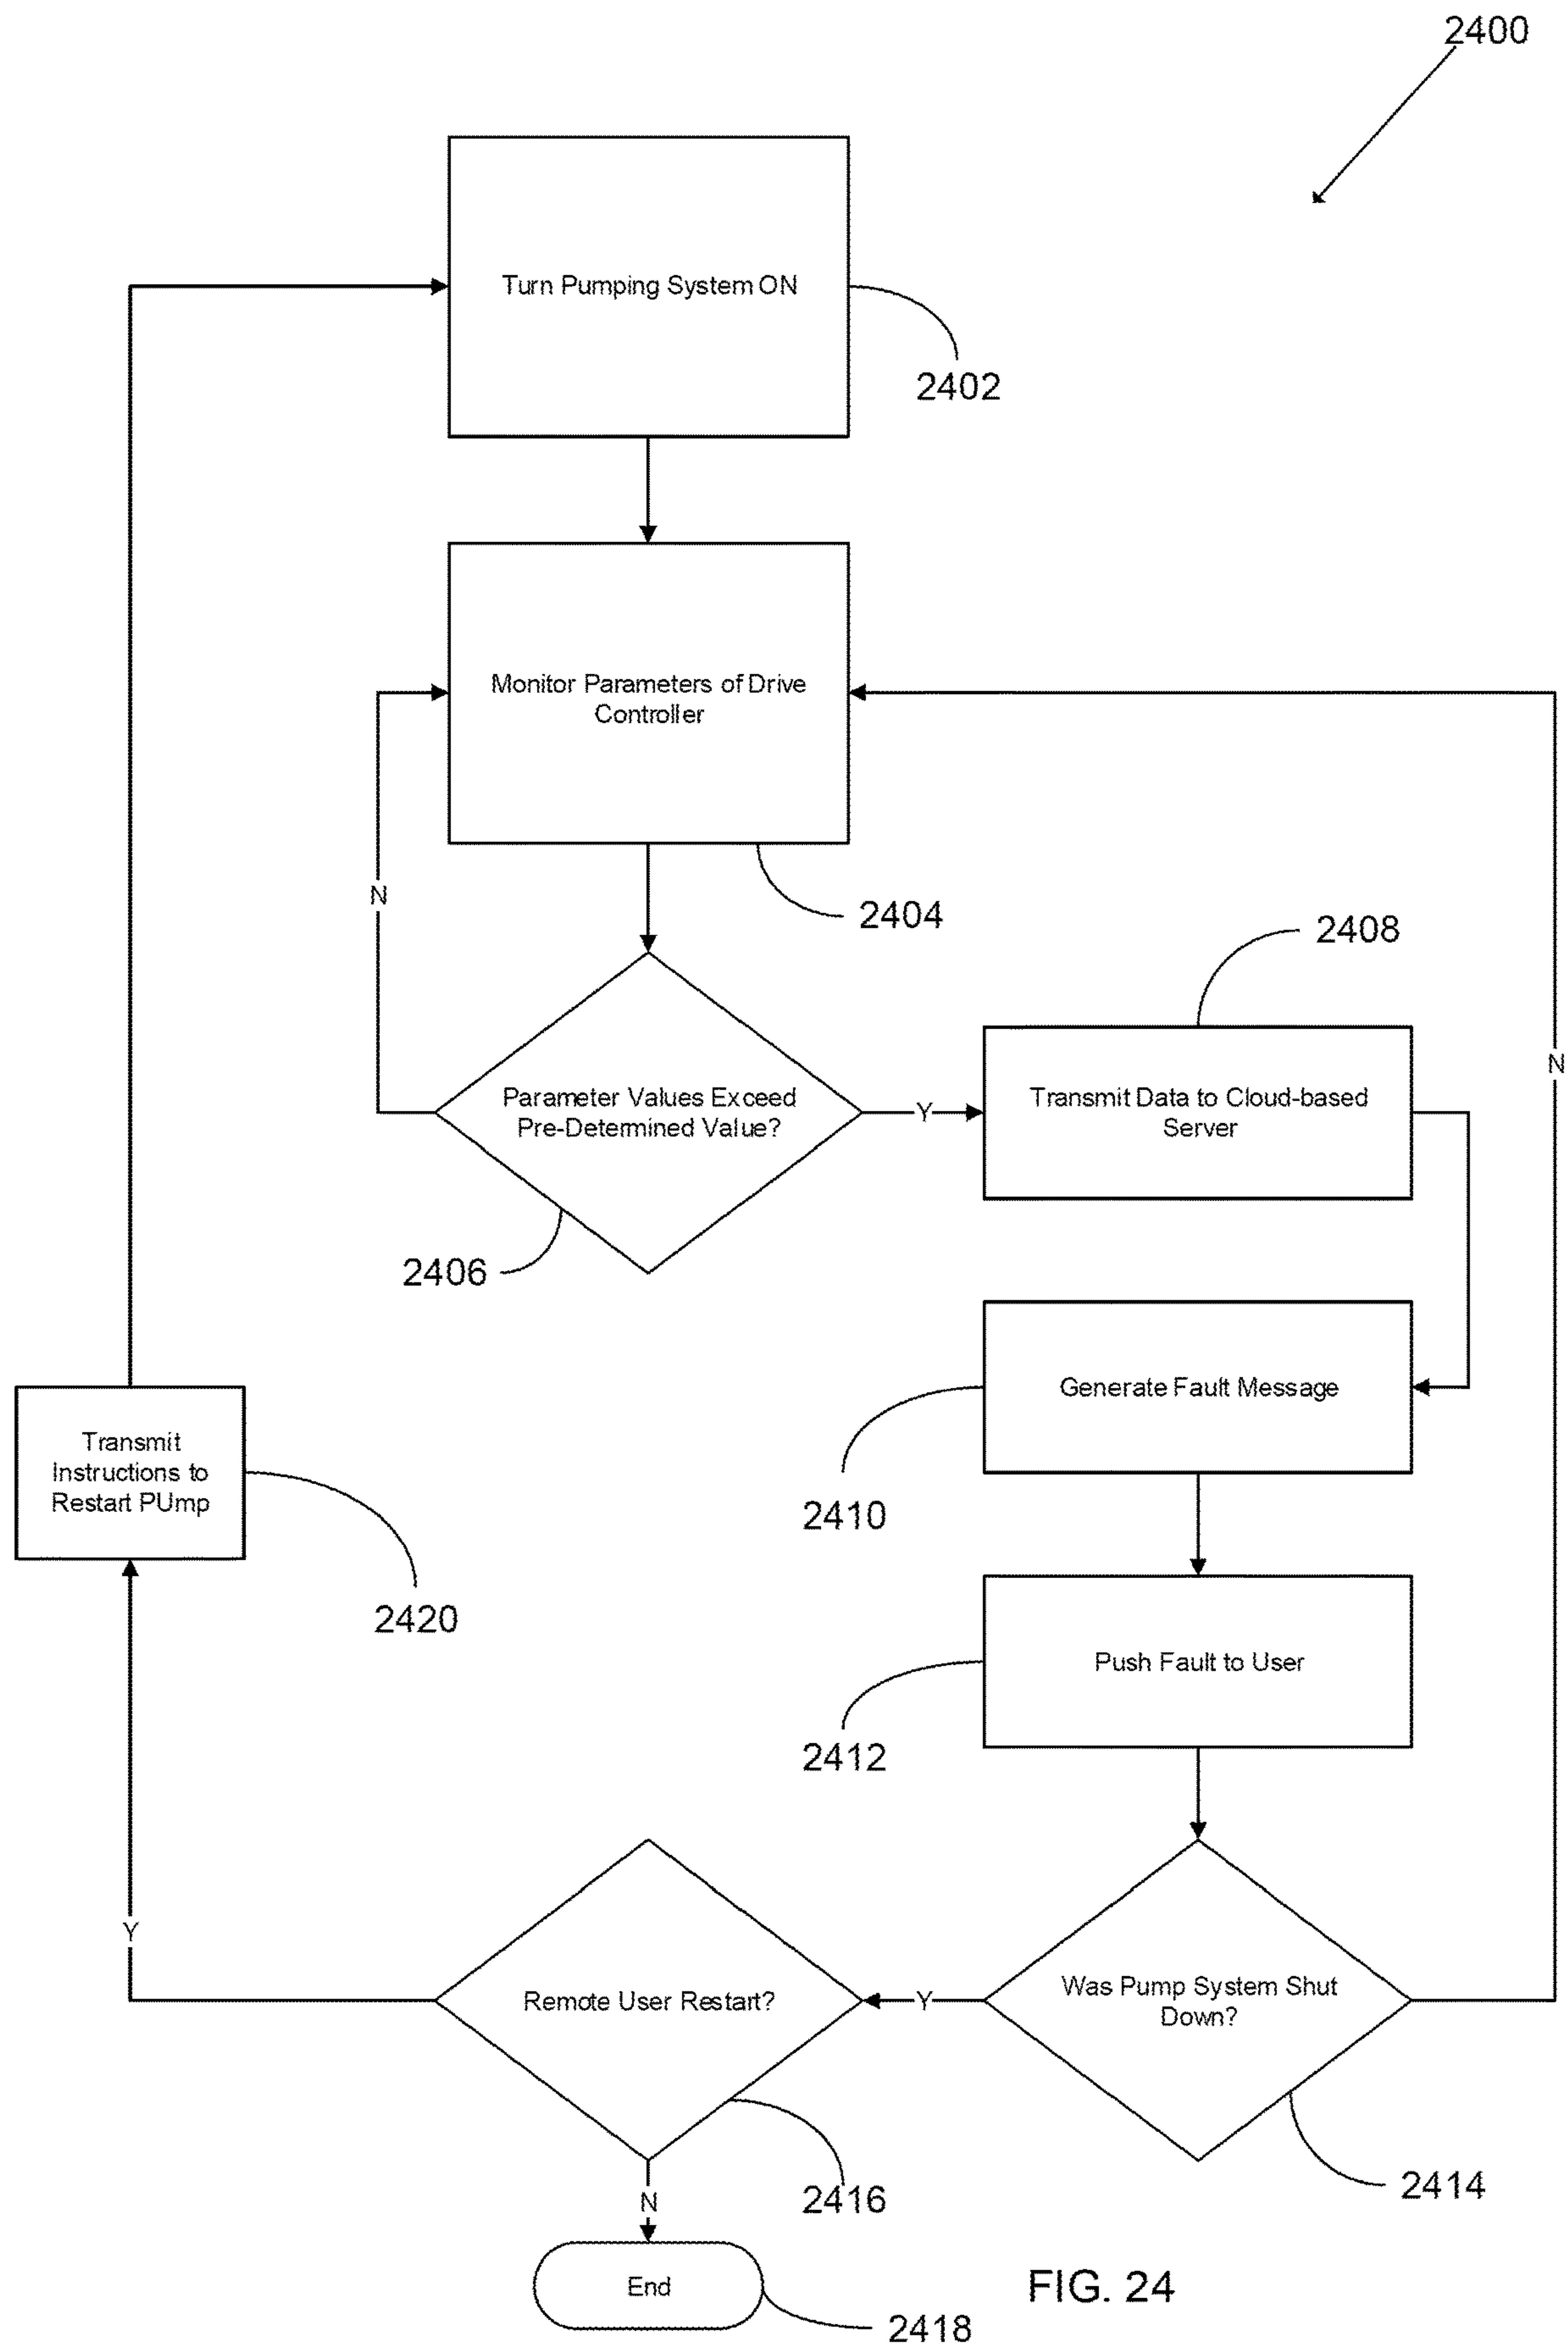 2400
Turn Pumping System ON
2402
Monitor Parameters of Drive
Controller
N
2404
2408
Parameter Values Exceed
Pre-Determined Value?
Y
Transmit Data to Cloud-based
Server
N
2406
Generate Fault Message
2410
Transmit
Instructions to
Restart PUmp
2420
Push Fault to User
2412
Y
Remote User Restart?
Y
Was Pump System Shut
Down?
2416
2414
N
End
2418
FIG. 24